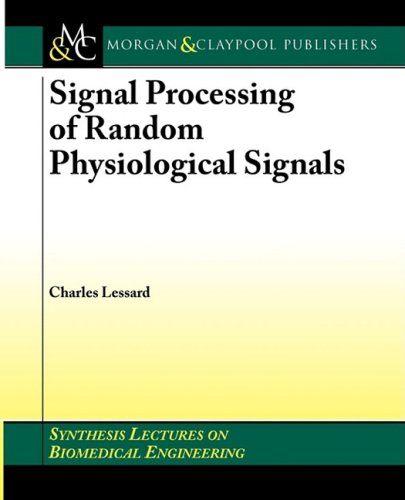 M&C
MORGAN &CLAYPOOL PUBLISHERS
Signal Processing
of Random
Physiological Signals
Charles Lessard
SYNTHESIS LECTURES ON
BIOMEDICAL ENGINEERING